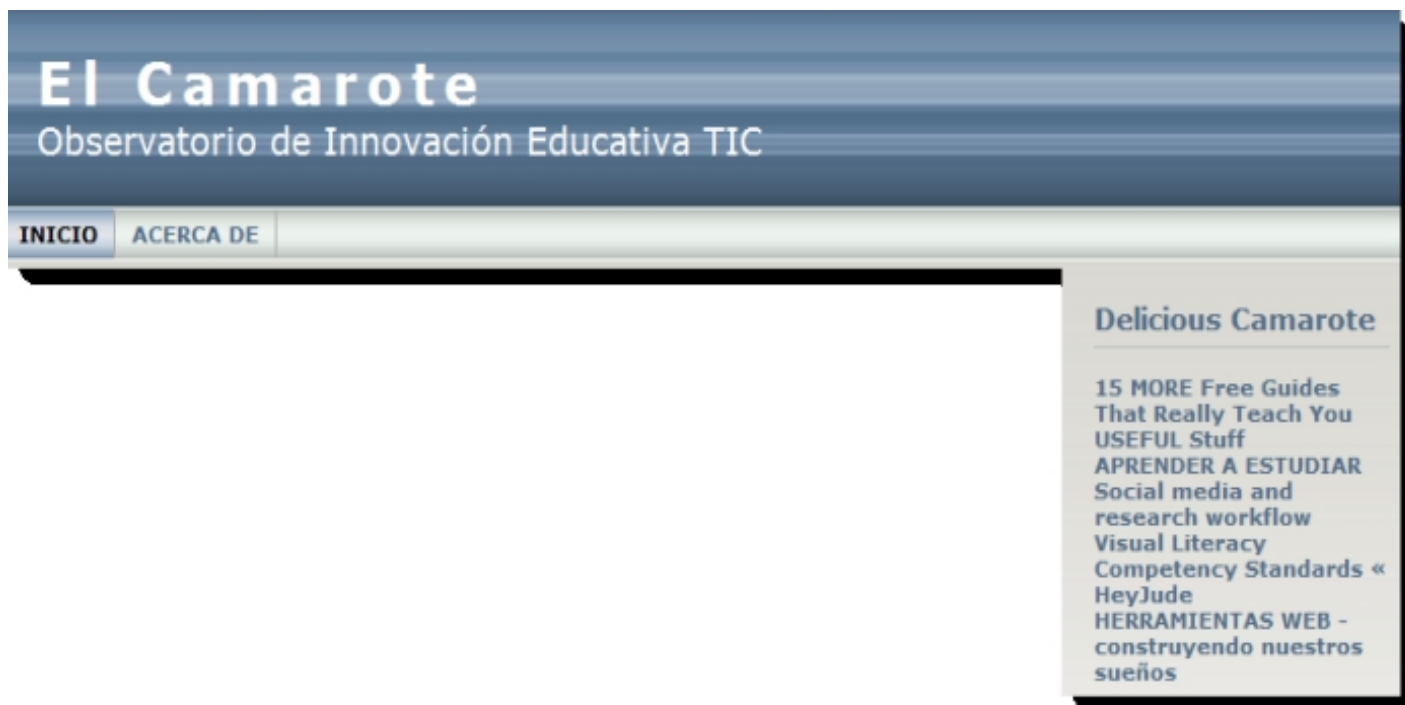 El Camarote
Observatorio de Innovación Educativa TIC
INICIO ACERCA DE
Delicious Camarote
15 MORE Free Guides
That Really Teach You
USEFUL Stuff
APRENDER A ESTUDIAR
Social media and
research workflow
Visual Literacy
Competency Standards «
HeyJude
HERRAMIENTAS WEB -
construyendo nuestros
sueños